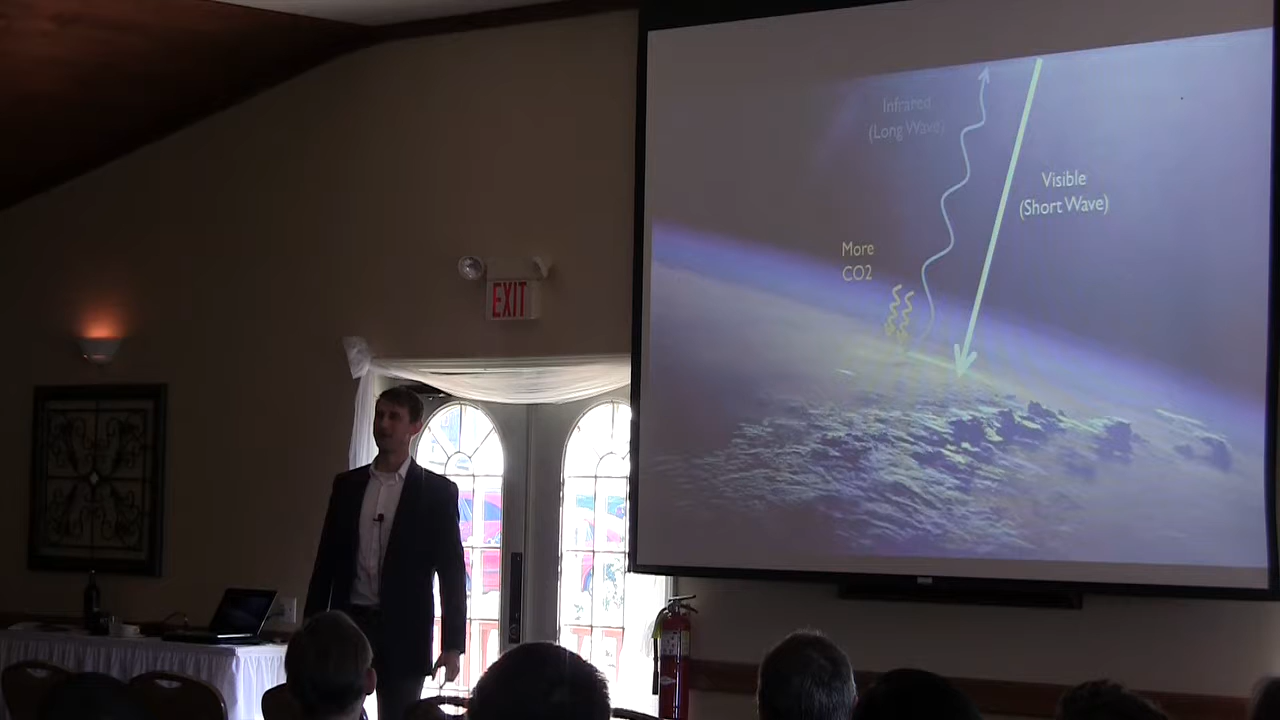 Infrared
(Long Wave)
Visible
(Short Wave)
More
CO2
EXIT